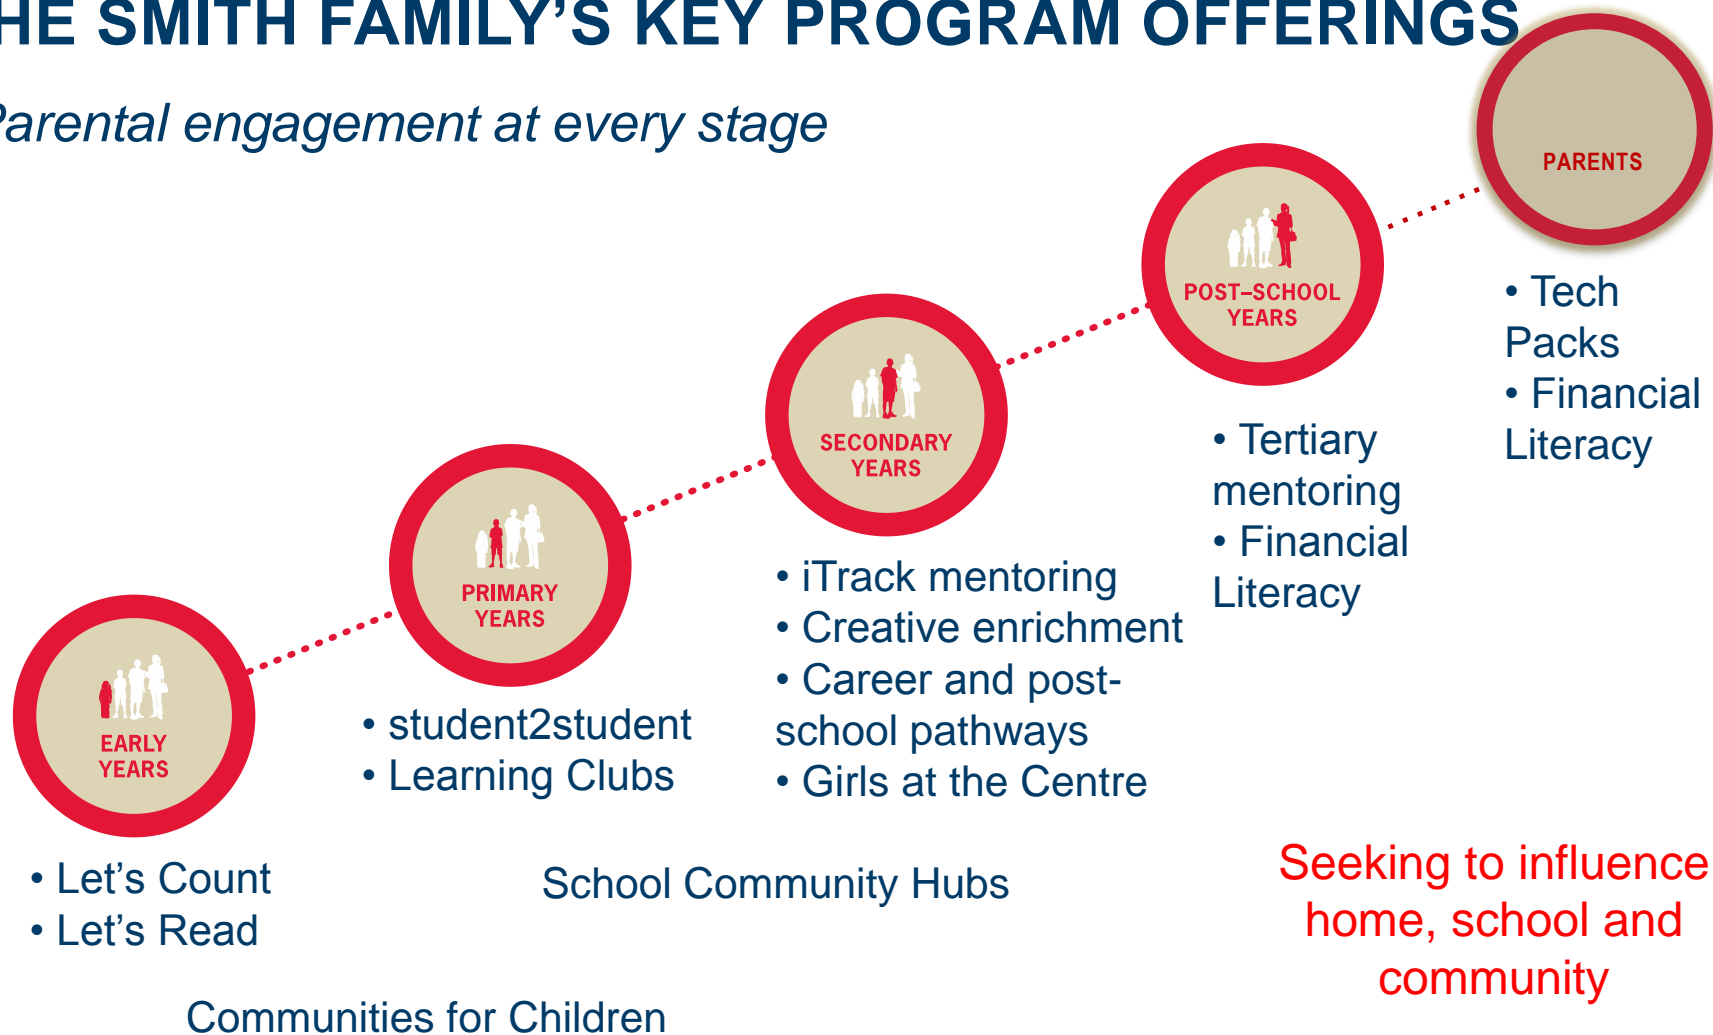 HE SMITH FAMILY’S KEY PROGRAM OFFERINGS
Parental engagement at every stage
PARENTS
• Tech
Packs
• Financial
Literacy
POST–SCHOOL
YEARS
• Tertiary
mentoring
• Financial
Literacy
SECONDARY
YEARS
• iTrack mentoring
• Creative enrichment
• Career and post-
school pathways
• Girls at the Centre
PRIMARY
YEARS
• student2student
• Learning Clubs
EARLY
YEARS
• Let’s Count
• Let’s Read
School Community Hubs
Communities for Children
Seeking to influence
home, school and
community